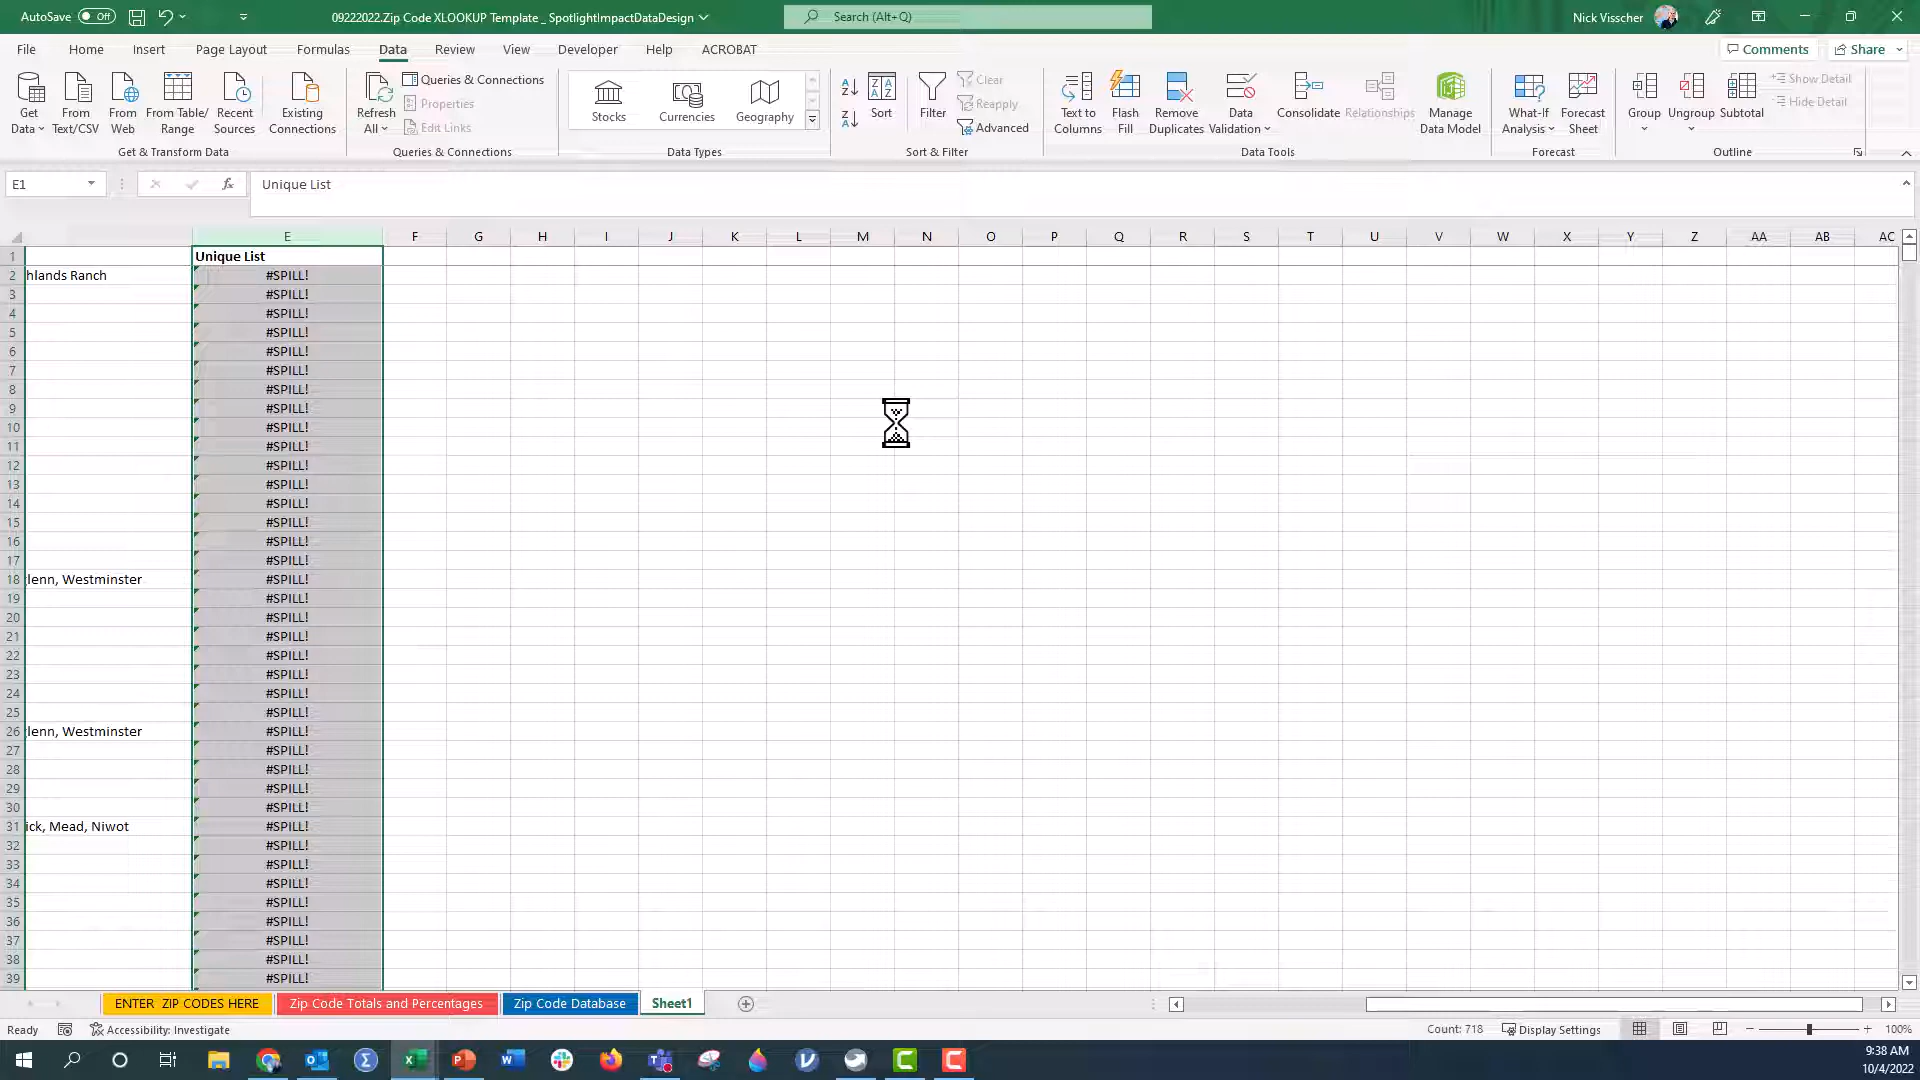 AutoSave Off 09222022.Zip Code XLOOKUP Template _ SpotlightImpactDataDesign Search (Alt+Q) Nick Visscher
File Home Insert Page Layout Formulas Data Review View Developer Help ACROBAT Comments Share
Get Data From Text/CSV From Web From Table/ Range Recent Sources Existing Connections
Get & Transform Data
Refresh All Queries & Connections Properties Edit Links
Queries & Connections
Stocks Currencies Geography
Data Types
Sort Filter Clear Reapply Advanced
Sort & Filter
Text to Columns Flash Fill Remove Duplicates Data Validation Consolidate Relationships Manage Data Model
Data Tools
What-If Analysis Forecast Sheet
Forecast
Group Ungroup Subtotal Show Detail Hide Detail
Outline
E1 fx Unique List
E F G H I J K L M N O P Q R S T U V W X Y Z AA AB AC
1 Unique List
2 hlands Ranch #SPILL!
3 #SPILL!
4 #SPILL!
5 #SPILL!
6 #SPILL!
7 #SPILL!
8 #SPILL!
9 #SPILL!
10 #SPILL!
11 #SPILL!
12 #SPILL!
13 #SPILL!
14 #SPILL!
15 #SPILL!
16 #SPILL!
17 #SPILL!
18 lenn, Westminster #SPILL!
19 #SPILL!
20 #SPILL!
21 #SPILL!
22 #SPILL!
23 #SPILL!
24 #SPILL!
25 #SPILL!
26 lenn, Westminster #SPILL!
27 #SPILL!
28 #SPILL!
29 #SPILL!
30 #SPILL!
31 ick, Mead, Niwot #SPILL!
32 #SPILL!
33 #SPILL!
34 #SPILL!
35 #SPILL!
36 #SPILL!
37 #SPILL!
38 #SPILL!
39 #SPILL!
ENTER ZIP CODES HERE Zip Code Totals and Percentages Zip Code Database Sheet1
Ready Accessibility: Investigate Count: 718 Display Settings 100%
9:38 AM
10/4/2022